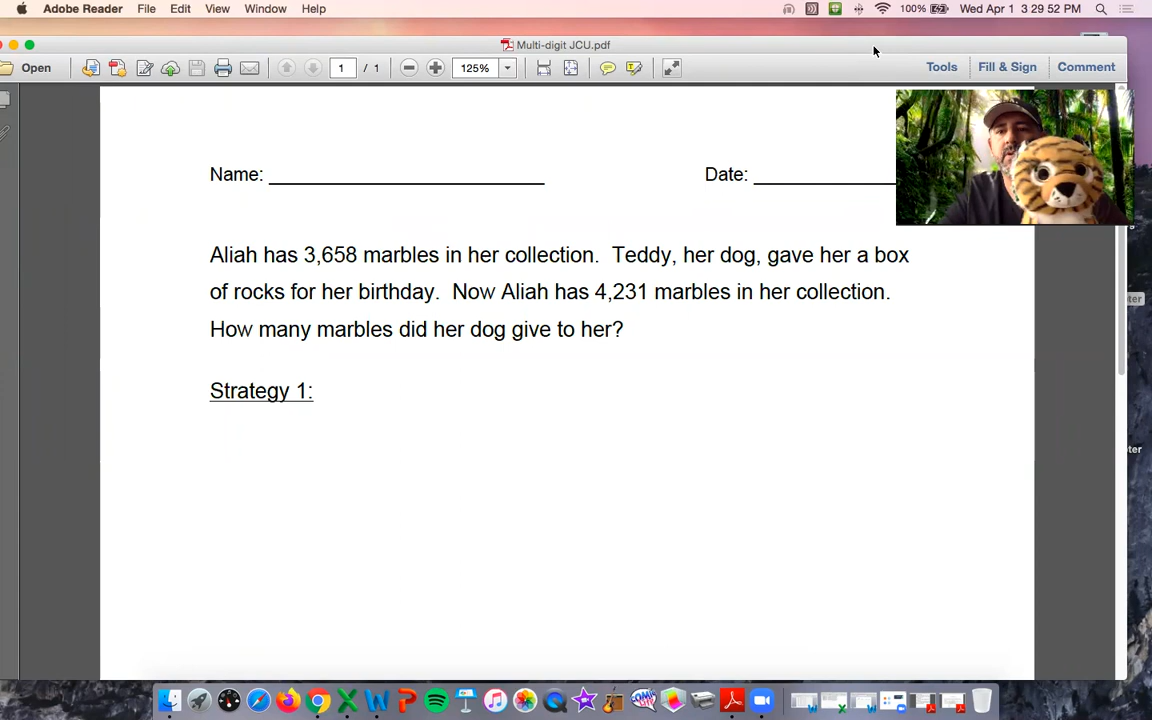 Adobe Reader File Edit View Window Help 100% Wed Apr 1 3:29:52 PM
Multi-digit JCU.pdf
Open 1 / 1 125% Tools Fill & Sign Comment
Name: Date:
Aliah has 3,658 marbles in her collection. Teddy, her dog, gave her a box
of rocks for her birthday. Now Aliah has 4,231 marbles in her collection.
How many marbles did her dog give to her?
Strategy 1: